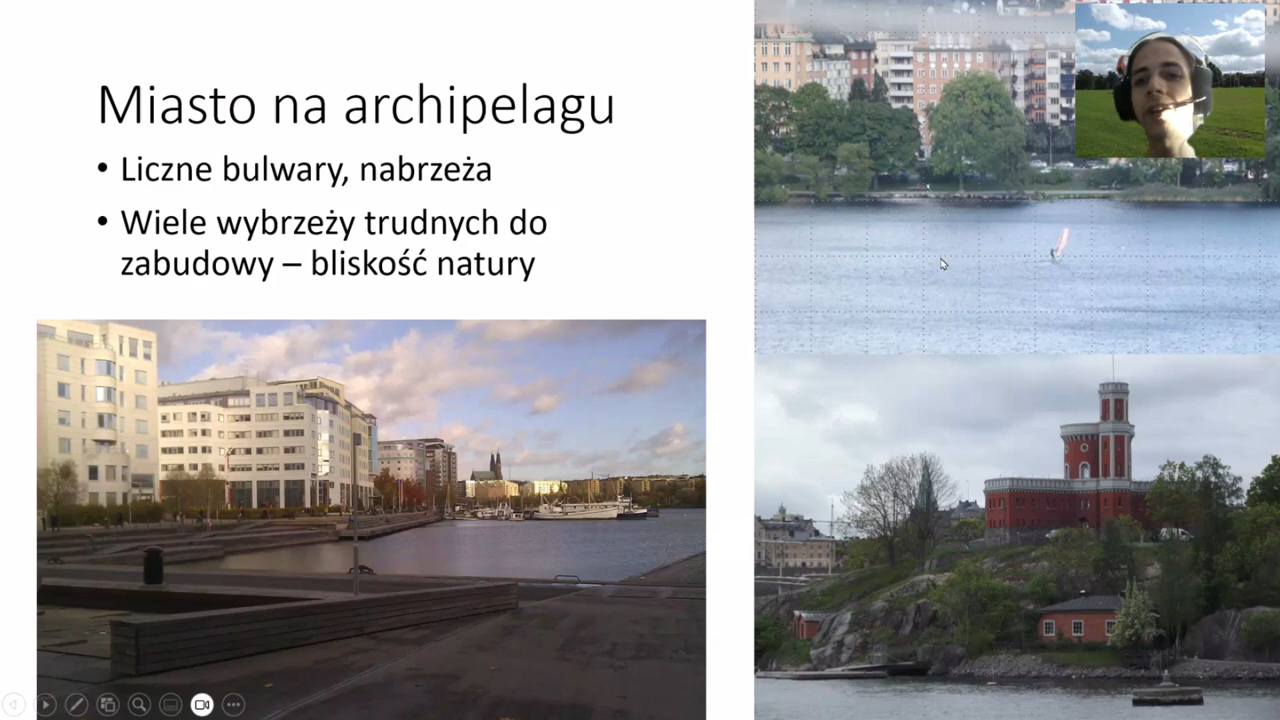 Miasto na archipelagu
• Liczne bulwary, nabrzeża
• Wiele wybrzeży trudnych do
zabudowy – bliskość natury